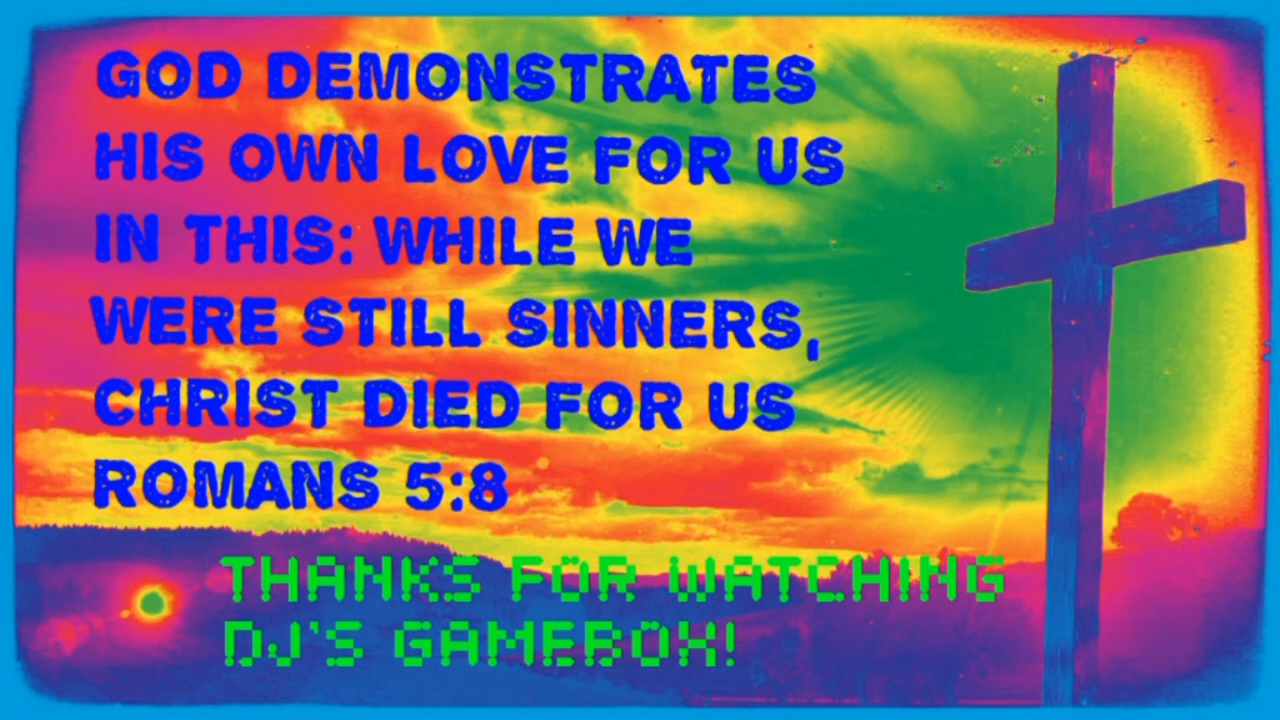 GOD DEMONSTRATES
HIS OWN LOVE FOR US
IN THIS: WHILE WE
WERE STILL SINNERS,
CHRIST DIED FOR US
ROMANS 5:8
THANKS FOR WATCHING
DJ'S GAMEBOX!